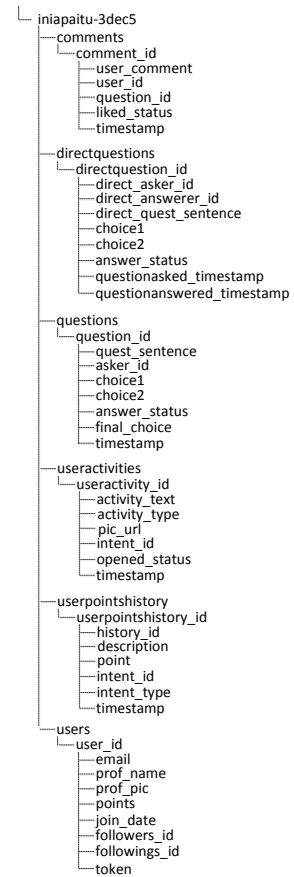 iniapaitu-3dec5
comments
comment_id
user_comment
user_id
question_id
liked_status
timestamp
directquestions
directquestion_id
direct_asker_id
direct_answerer_id
direct_quest_sentence
choice1
choice2
answer_status
questionasked_timestamp
questionanswered_timestamp
questions
question_id
quest_sentence
asker_id
choice1
choice2
answer_status
final_choice
timestamp
useractivities
useractivity_id
activity_text
activity_type
pic_url
intent_id
opened_status
timestamp
userpointshistory
userpointshistory_id
history_id
description
point
intent_id
intent_type
timestamp
users
user_id
email
prof_name
prof_pic
points
join_date
followers_id
followings_id
token